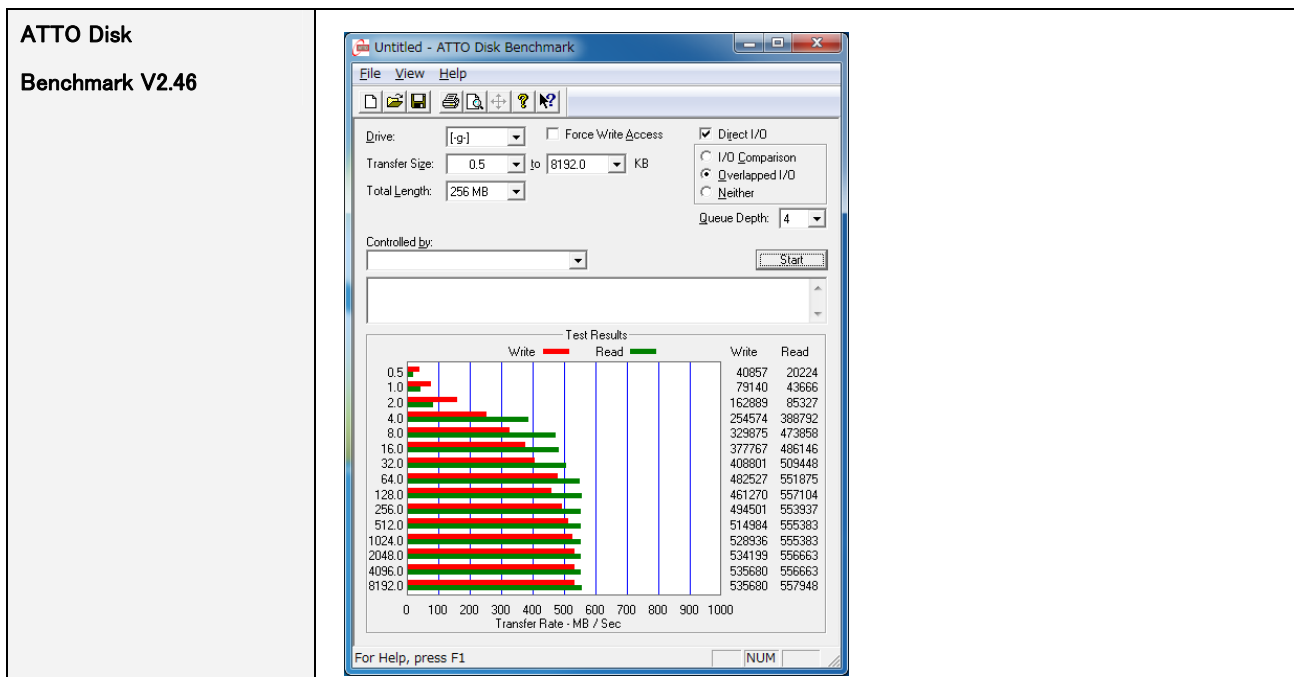 ATTO Disk
Benchmark V2.46
Untitled - ATTO Disk Benchmark
File View Help
Drive: [-g-] Force Write Access Direct I/O
I/O Comparison
Transfer Size: 0.5 to 8192.0 KB
Overlapped I/O
Total Length: 256 MB
Neither
Queue Depth: 4
Controlled by:
Start
Test Results
Write Read Write Read
0.5 40857 20224
1.0 79140 43666
2.0 162889 85327
4.0 254574 388792
8.0 329875 473858
16.0 377767 486146
32.0 408801 509448
64.0 482527 551875
128.0 461270 557104
256.0 494501 553937
512.0 514984 555383
1024.0 528936 555383
2048.0 534199 556663
4096.0 535680 556663
8192.0 535680 557948
0 100 200 300 400 500 600 700 800 900 1000
Transfer Rate - MB / Sec
For Help, press F1 NUM